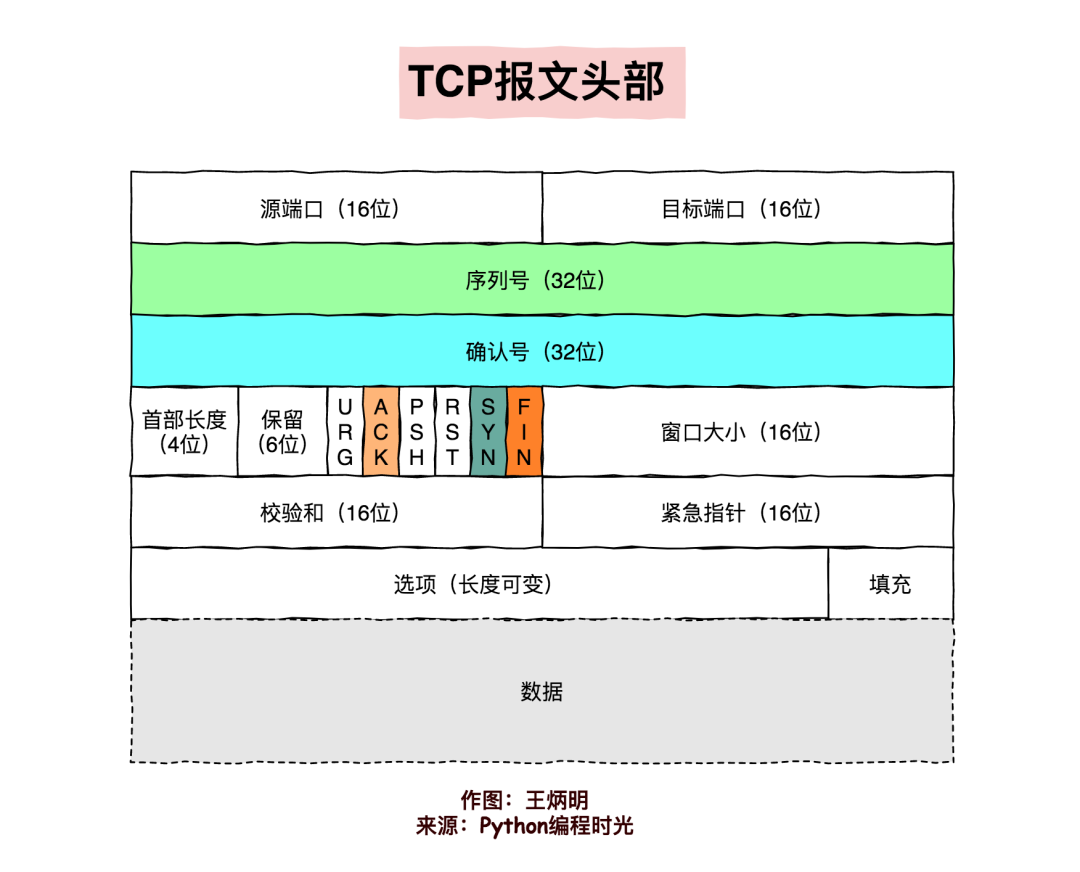 TCP报文头部
源端口（16位）
目标端口（16位）
序列号（32位）
确认号（32位）
首部长度
（4位）
保留
（6位）
URG
ACK
PSH
RST
SYN
FIN
窗口大小（16位）
校验和（16位）
紧急指针（16位）
选项（长度可变）
填充
数据
作图：王炳明
来源：Python编程时光